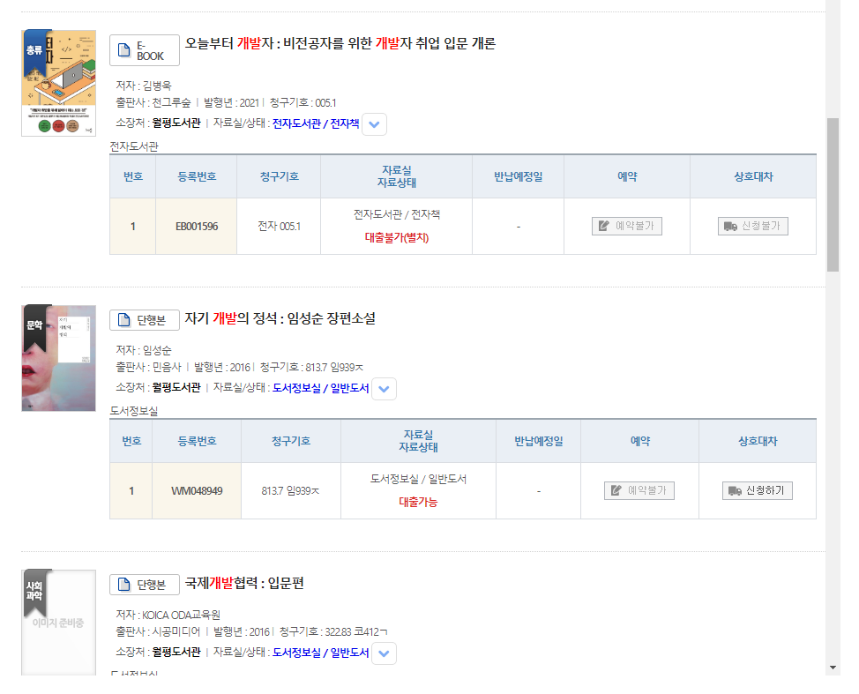 총류
E-BOOK
오늘부터 개발자 : 비전공자를 위한 개발자 취업 입문 개론
저자 : 김병욱
출판사 : 천그루숲 | 발행년 : 2021 | 청구기호 : 005.1
소장처 : 월평도서관 | 자료실/상태 : 전자도서관 / 전자책
전자도서관
번호 등록번호 청구기호 자료실 자료상태 반납예정일 예약 상호대차
1 EB001596 전자 005.1 전자도서관 / 전자책 대출불가(별치) - 예약불가 신청불가
문학
단행본
자기 개발의 정석 : 임성순 장편소설
저자 : 임성순
출판사 : 민음사 | 발행년 : 2016 | 청구기호 : 813.7 임939ㅈ
소장처 : 월평도서관 | 자료실/상태 : 도서정보실 / 일반도서
도서정보실
번호 등록번호 청구기호 자료실 자료상태 반납예정일 예약 상호대차
1 WM048949 813.7 임939ㅈ 도서정보실 / 일반도서 대출가능 - 예약불가 신청하기
사회과학
이미지 준비중
단행본
국제개발협력 : 입문편
저자 : KOICA ODA교육원
출판사 : 시공미디어 | 발행년 : 2016 | 청구기호 : 322.83 코412ㄱ
소장처 : 월평도서관 | 자료실/상태 : 도서정보실 / 일반도서
도서정보실